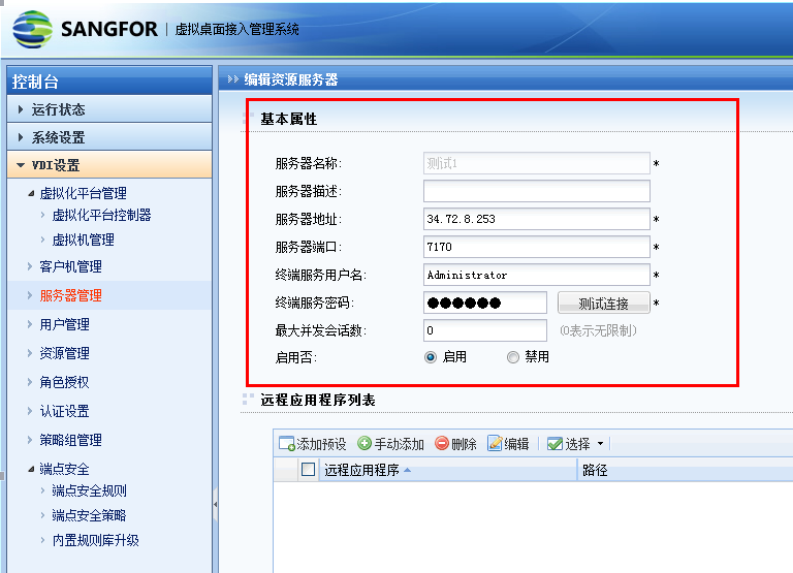 SANGFOR | 虚拟桌面接入管理系统
控制台
运行状态
系统设置
VDI设置
虚拟化平台管理
虚拟化平台控制器
虚拟机管理
客户机管理
服务器管理
用户管理
资源管理
角色授权
认证设置
策略组管理
端点安全
端点安全规则
端点安全策略
内置规则库升级
编辑资源服务器
基本属性
服务器名称: 测试1 *
服务器描述:
服务器地址: 34.72.8.253 *
服务器端口: 7170 *
终端服务用户名: Administrator *
终端服务密码: ●●●●●● 测试连接 *
最大并发会话数: 0 (0表示无限制)
启用否: 启用 禁用
远程应用程序列表
添加预设 手动添加 删除 编辑 选择
远程应用程序 路径